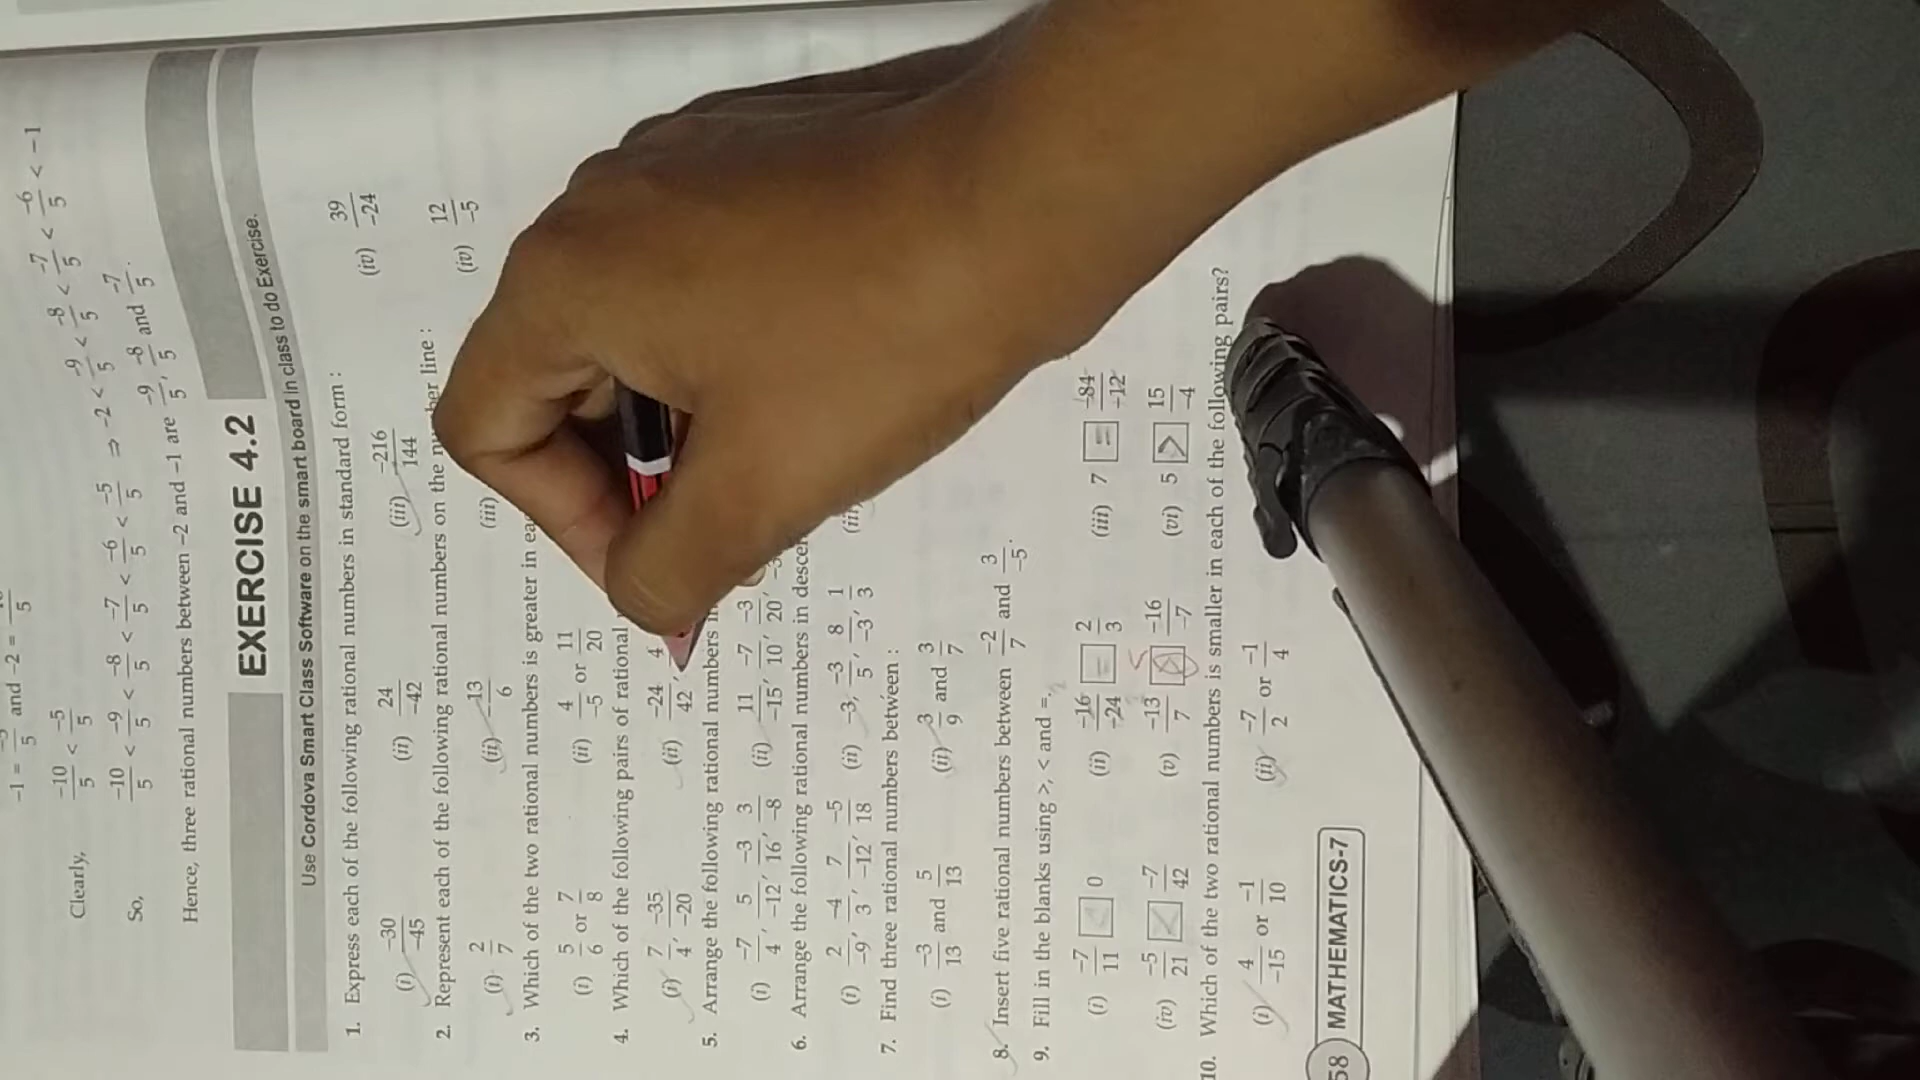 -1 = -5/5 and -2 = /5
Clearly, -10/5 < -5/5
So, -10/5 < -9/5 < -8/5 < -7/5 < -6/5 < -5/5 ⇒ -2 < -9/5 < -8/5 < -7/5 < -6/5 < -1
Hence, three rational numbers between -2 and -1 are -9/5, -8/5 and -7/5.
EXERCISE 4.2
Use Cordova Smart Class Software on the smart board in class to do Exercise.
1. Express each of the following rational numbers in standard form :
(i) -30/-45 (ii) 24/-42 (iii) -216/144 (iv) 39/-24
2. Represent each of the following rational numbers on the number line :
(i) 2/7 (ii) -13/6 (iii) (iv) 12/-5
3. Which of the two rational numbers is greater in
(i) 5/6 or 7/8 (ii) 4/-5 or 11/20
4. Which of the following pairs of rational
(i) 7/4, -35/-20 (ii) -24/42, 4
5. Arrange the following rational numbers
(i) -7/4, 5/-12, -3/16, 3/-8 (ii) 11/-15, -7/10, -3/20,
6. Arrange the following rational numbers in
(i) 2/-9, -4/3, 7/-12, -5/18 (ii) -3, -3/5, 8/-3, 1/3 (iii)
7. Find three rational numbers between :
(i) -3/13 and 5/13 (ii) 3/9 and 3/7
8. Insert five rational numbers between -2/7 and 3/-5.
9. Fill in the blanks using >, < and =.
(i) -7/11 < 0 (ii) -16/-24 = 2/3 (iii) 7 = -84/-12
(iv) -5/21 < -7/42 (v) -13/7 -16/-7 (vi) 5 > 15/-4
10. Which of the two rational numbers is smaller in each of the following pairs?
(i) 4/-15 or -1/10 (ii) -7/2 or -1/4
58 MATHEMATICS-7